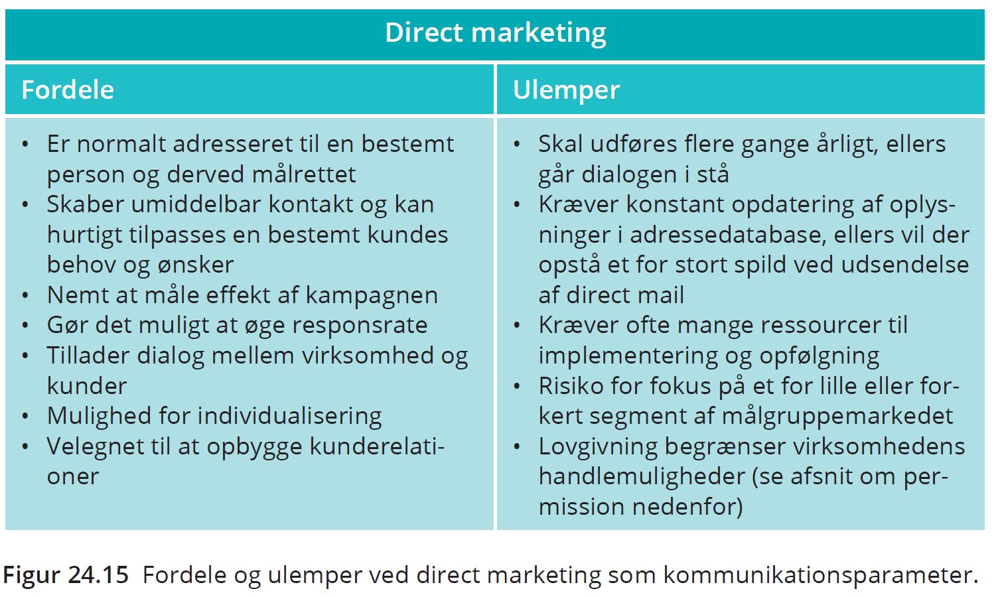 Direct marketing
Fordele
Ulemper
• Er normalt adresseret til en bestemt
person og derved målrettet
• Skaber umiddelbar kontakt og kan
hurtigt tilpasses en bestemt kundes
behov og ønsker
• Nemt at måle effekt af kampagnen
• Gør det muligt at øge responsrate
• Tillader dialog mellem virksomhed og
kunder
• Mulighed for individualisering
• Velegnet til at opbygge kunderelati-
oner
• Skal udføres flere gange årligt, ellers
går dialogen i stå
• Kræver konstant opdatering af oplys-
ninger i adressedatabase, ellers vil der
opstå et for stort spild ved udsendelse
af direct mail
• Kræver ofte mange ressourcer til
implementering og opfølgning
• Risiko for fokus på et for lille eller for-
kert segment af målgruppemarkedet
• Lovgivning begrænser virksomhedens
handlemuligheder (se afsnit om per-
mission nedenfor)
Figur 24.15 Fordele og ulemper ved direct marketing som kommunikationsparameter.